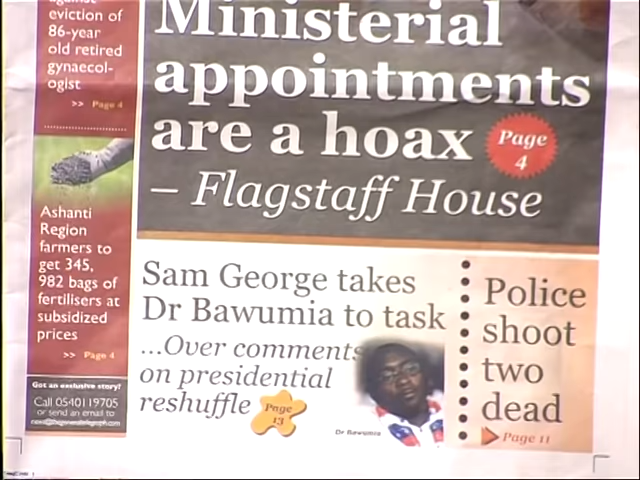 against
eviction of
86-year
old retired
gynaecol-
ogist
>> Page 4
Ashanti
Region
farmers to
get 345,
982 bags of
fertilisers at
subsidized
prices
>> Page 4
Got an exclusive story?
Call 0540119705
or send an email to
Ministerial
appointments
are a hoax
Page
4
– Flagstaff House
Sam George takes
Dr Bawumia to task
...Over comments
on presidential
reshuffle
Page
13
Dr Bawumia
Police
shoot
two
dead
Page 11